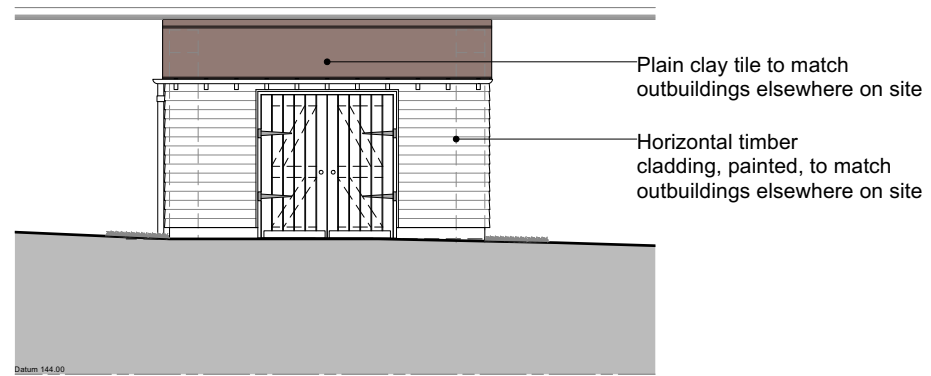 Plain clay tile to match
outbuildings elsewhere on site
Horizontal timber
cladding, painted, to match
outbuildings elsewhere on site
Datum 144.00